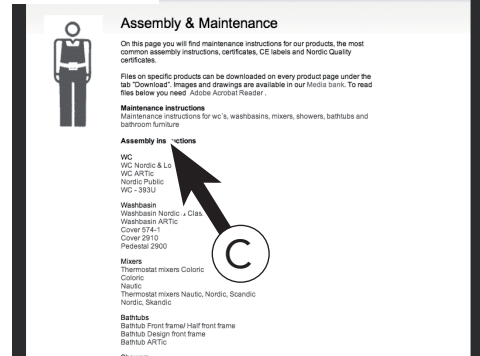 Assembly & Maintenance
On this page you will find maintenance instructions for our products, the most
common assembly instructions, certificates, CE labels and Nordic Quality
certificates.
Files on specific products can be downloaded on every product page under the
tab "Download". Images and drawings are available in our Media bank. To read
files below you need Adobe Acrobat Reader .
Maintenance instructions
Maintenance instructions for wc´s, washbasins, mixers, showers, bathtubs and
bathroom furniture
Assembly
WC
WC Nordic &
WC ARTic
Nordic Public
WC - 393U
Washbasin
Washbasin Nordic
Washbasin ARTic
Cover 574-1
Cover 2910
Pedestal 2900
C
Mixers
Thermostat mixers Coloric
Coloric
Nautic
Thermostat mixers Nautic, Nordic, Scandic
Nordic, Skandic
Bathtubs
Bathtub Front frame/ Half front frame
Bathtub Design front frame
Bathtub ARTic